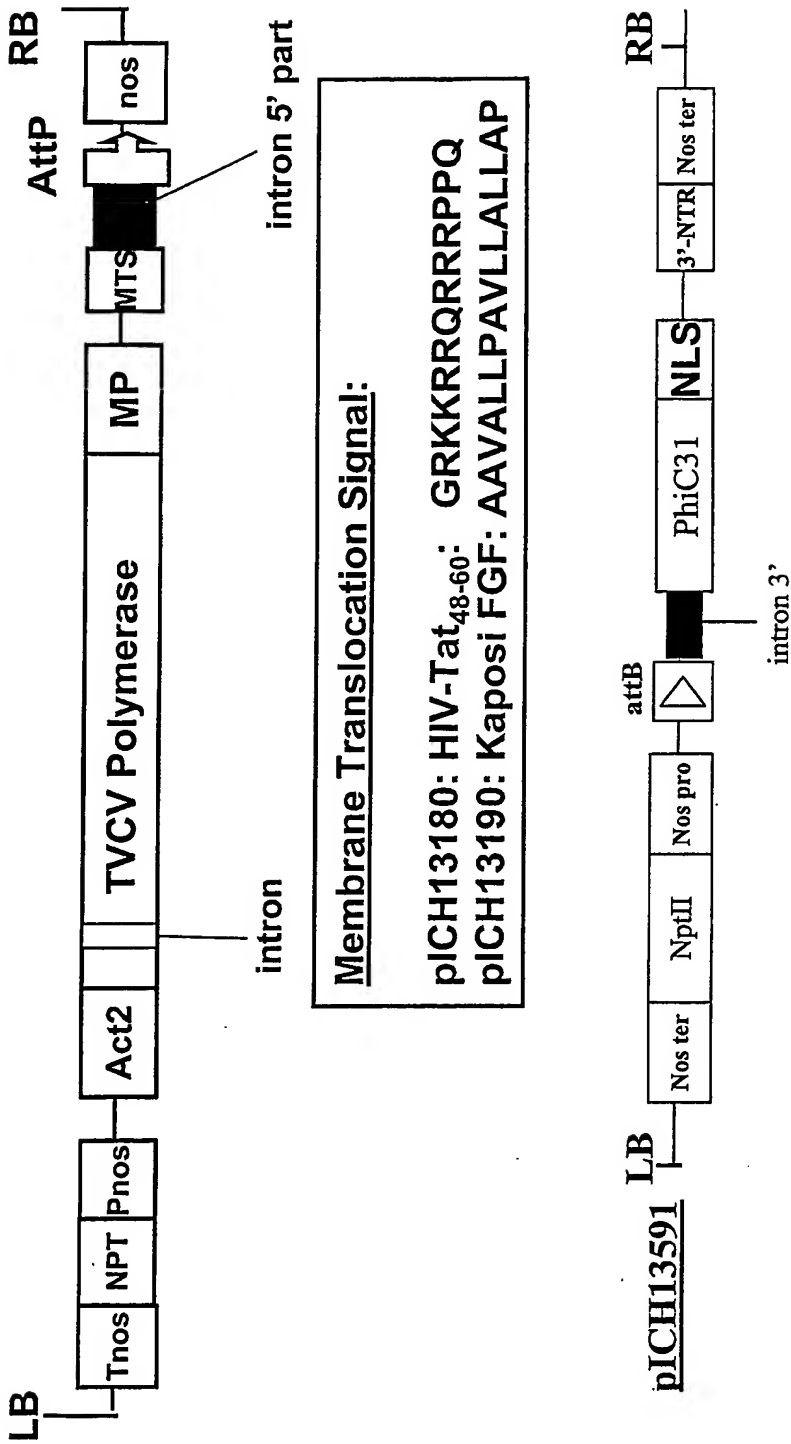 LB
Tnos NPT Pnos Act2 TVCV Polymerase MP MTS AttP nos RB
intron
intron 5' part
Membrane Translocation Signal:
pICH13180: HIV-Tat48-60: GRKKRRQRRRPPQ
pICH13190: Kaposi FGF: AAVALLPAVLLALLAP
pICH13591
LB
Nos ter NptII Nos pro attB PhiC31 NLS 3'-NTR Nos ter RB
intron 3'